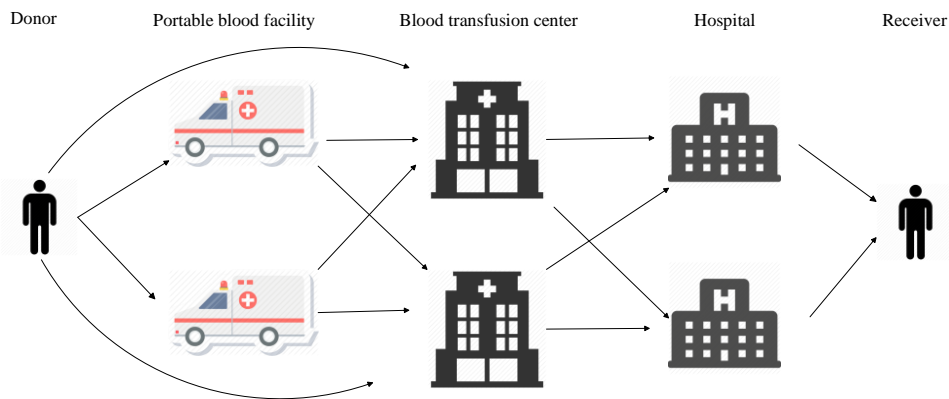 Donor
Portable blood facility
Blood transfusion center
Hospital
Receiver
H
H